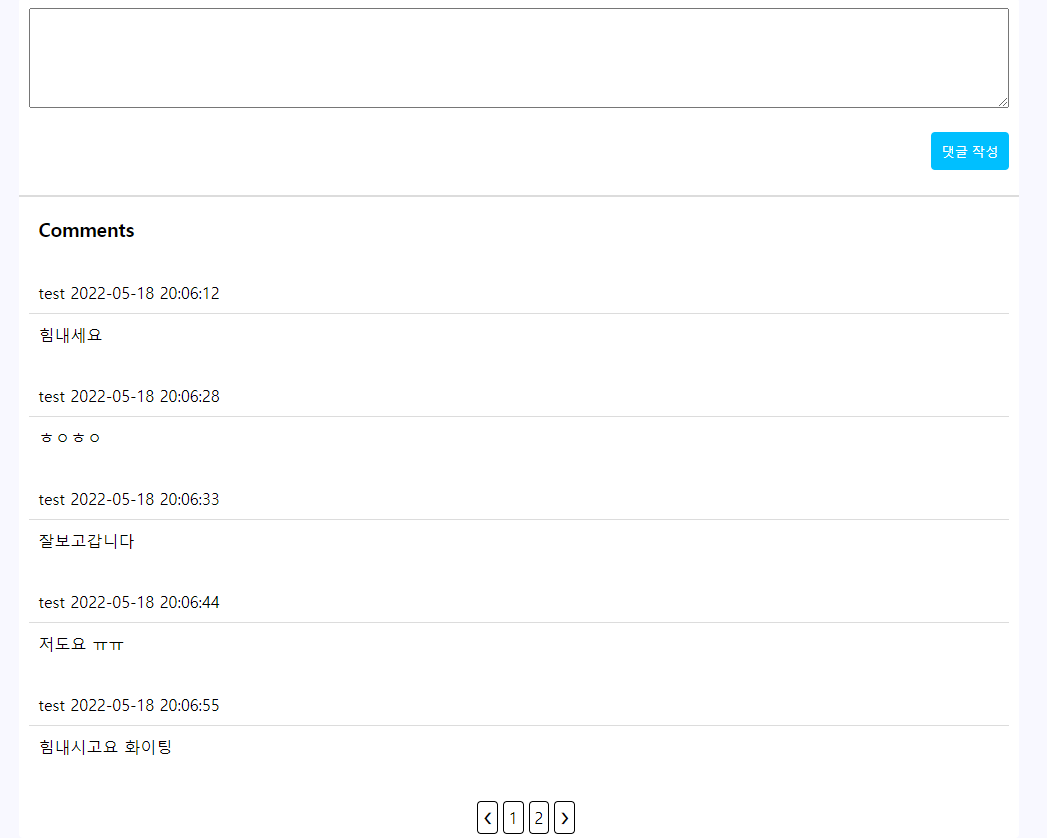 댓글 작성
Comments
test 2022-05-18 20:06:12
힘내세요
test 2022-05-18 20:06:28
ㅎㅇㅎㅇ
test 2022-05-18 20:06:33
잘보고갑니다
test 2022-05-18 20:06:44
저도요 ㅠㅠ
test 2022-05-18 20:06:55
힘내시고요 화이팅
‹ 1 2 ›